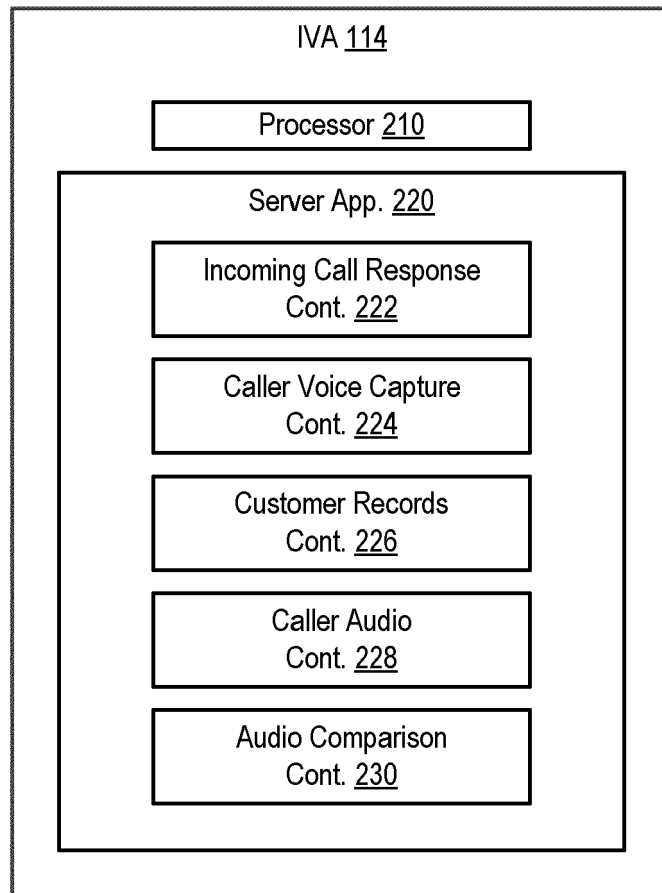 IVA 114
Processor 210
Server App. 220
Incoming Call Response
Cont. 222
Caller Voice Capture
Cont. 224
Customer Records
Cont. 226
Caller Audio
Cont. 228
Audio Comparison
Cont. 230